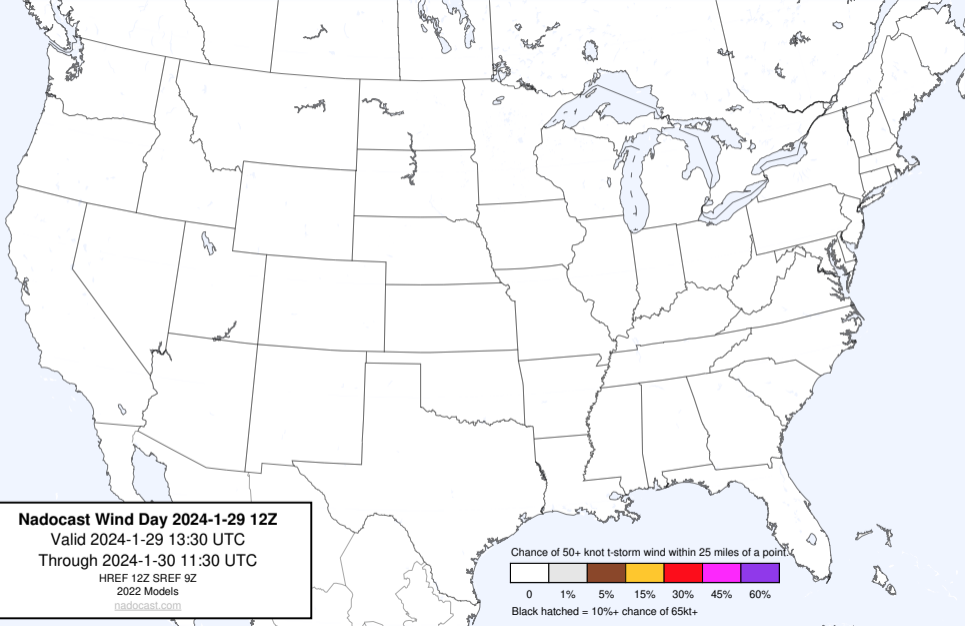 Nadocast Wind Day 2024-1-29 12Z
Valid 2024-1-29 13:30 UTC
Through 2024-1-30 11:30 UTC
HREF 12Z SREF 9Z
2022 Models
nadocast.com
Chance of 50+ knot t-storm wind within 25 miles of a point.
0 1% 5% 15% 30% 45% 60%
Black hatched = 10%+ chance of 65kt+